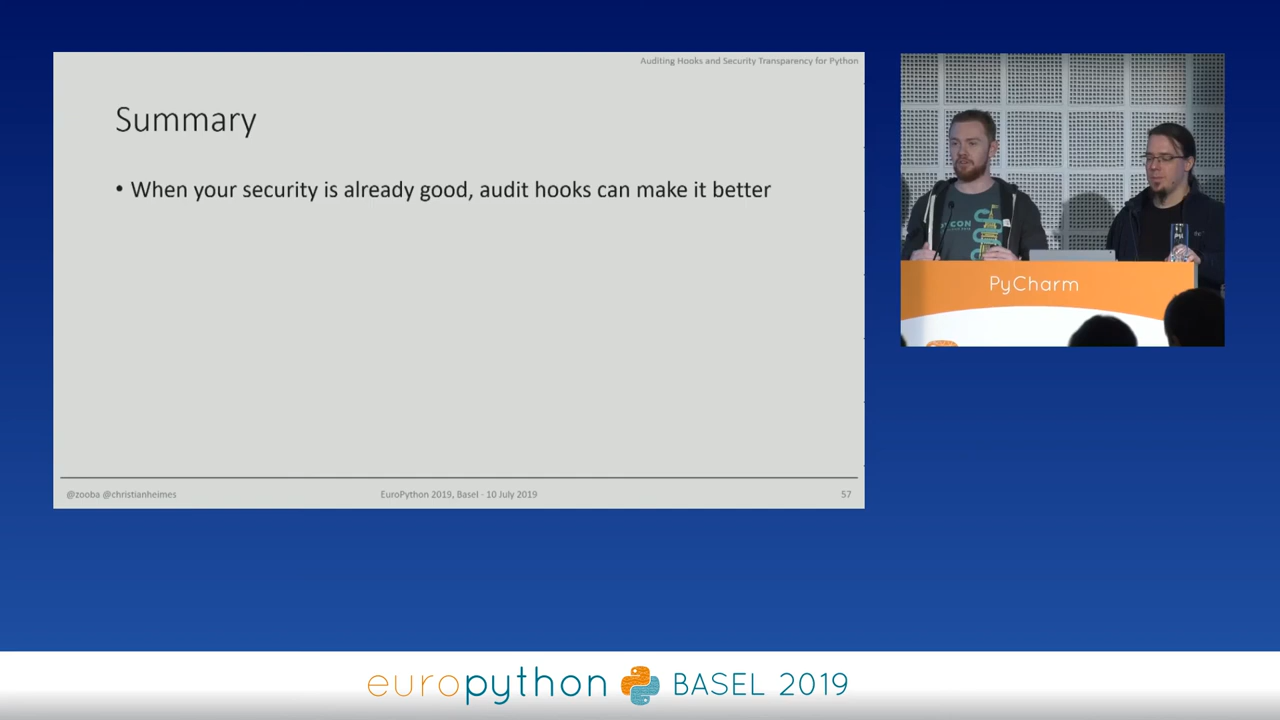 Auditing Hooks and Security Transparency for Python
Summary
• When your security is already good, audit hooks can make it better
@zooba @christianheimes
EuroPython 2019, Basel - 10 July 2019
57
PyCharm
europython BASEL 2019